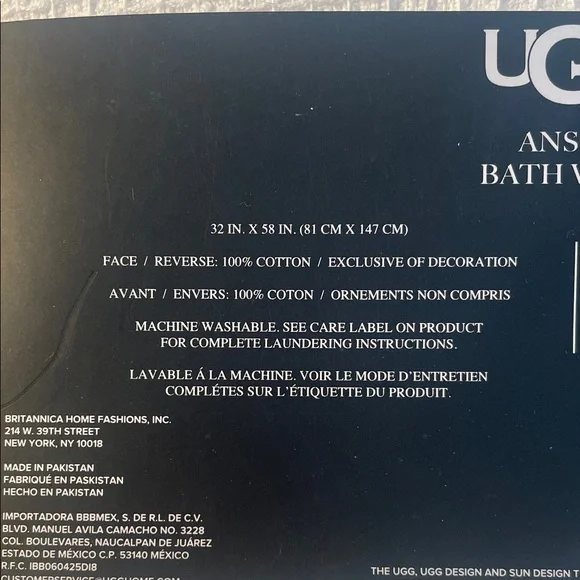 UG
ANS
BATH
32 IN. X 58 IN. (81 CM X 147 CM)
FACE / REVERSE: 100% COTTON / EXCLUSIVE OF DECORATION
AVANT / ENVERS: 100% COTON / ORNEMENTS NON COMPRIS
MACHINE WASHABLE. SEE CARE LABEL ON PRODUCT
FOR COMPLETE LAUNDERING INSTRUCTIONS.
LAVABLE Á LA MACHINE. VOIR LE MODE D'ENTRETIEN
COMPLÉTES SUR L'ÉTIQUETTE DU PRODUIT.
BRITANNICA HOME FASHIONS, INC.
214 W. 39TH STREET
NEW YORK, NY 10018
MADE IN PAKISTAN
FABRIQUÉ EN PASKISTAN
HECHO EN PAKISTAN
IMPORTADORA BBBMEX, S. DE R.L. DE C.V.
BLVD. MANUEL AVILA CAMACHO NO. 3228
COL. BOULEVARES, NAUCALPAN DE JUÁREZ
ESTADO DE MÉXICO C.P. 53140 MÉXICO
R.F.C. IBB060425DI8
CUSTOMERSERVICE@UGGHOME.COM
THE UGG, UGG DESIGN AND SUN DESIGN T